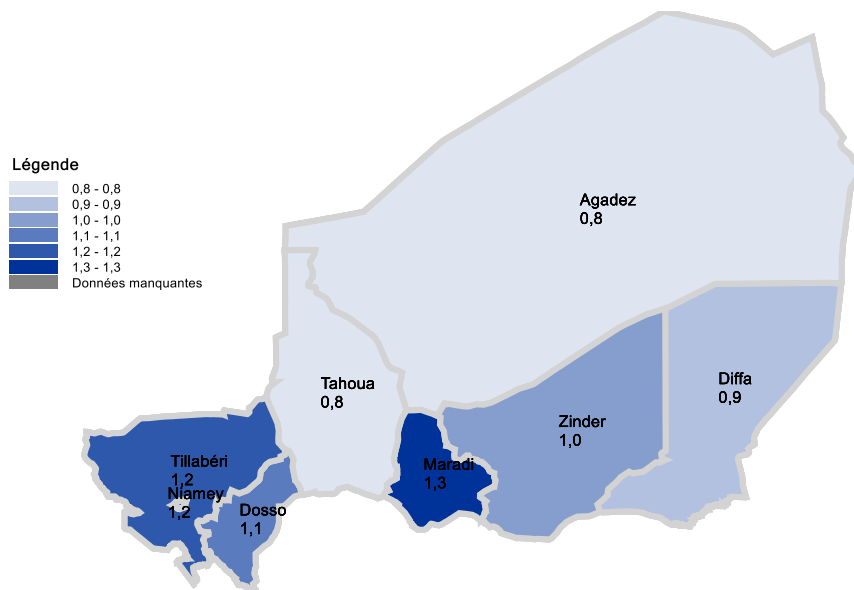 Légende
0,8 - 0,8
0,9 - 0,9
1,0 - 1,0
1,1 - 1,1
1,2 - 1,2
1,3 - 1,3
Données manquantes
Agadez
0,8
Diffa
0,9
Tahoua
0,8
Zinder
1,0
Maradi
1,3
Tillabéri
1,2
Niamey
1,2
Dosso
1,1